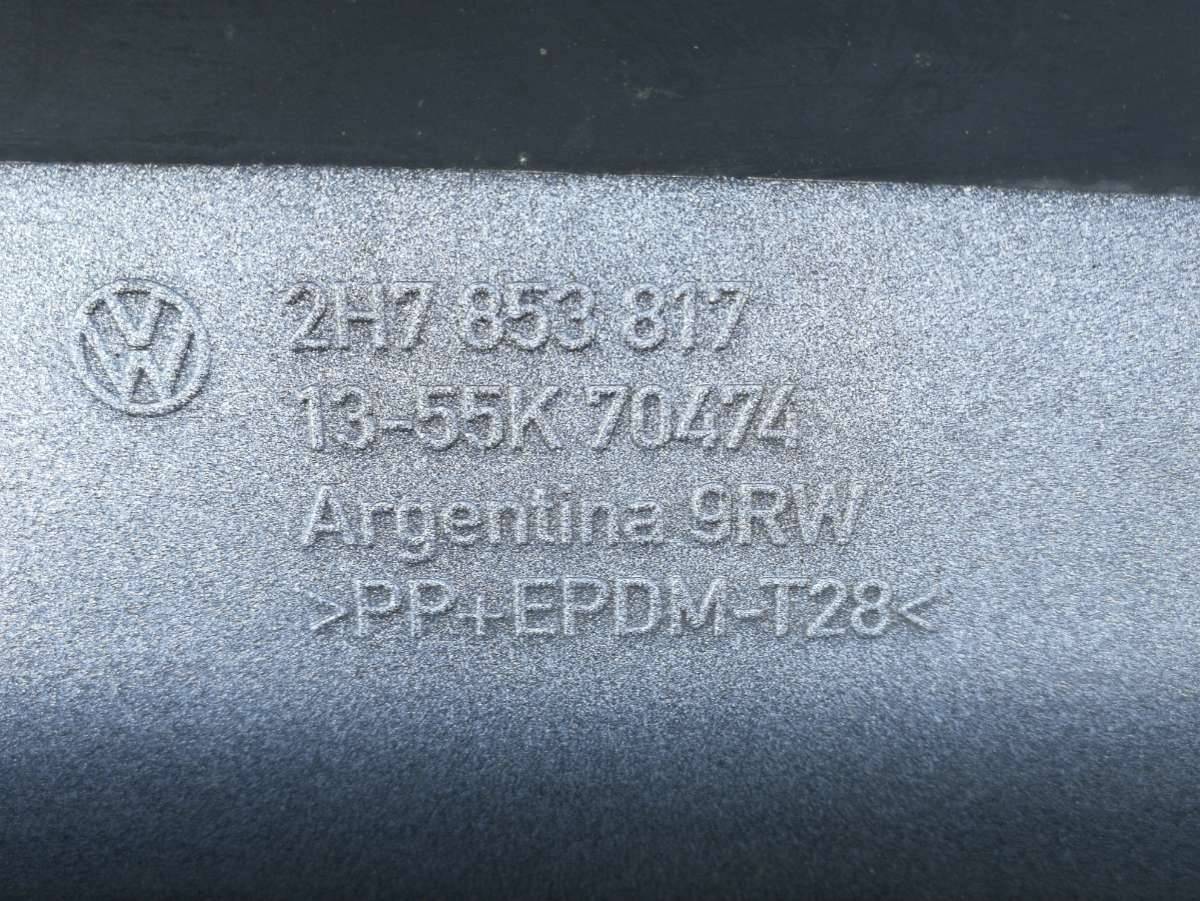 2H7 853 817
13-55K 70474
Argentina 9RW
>PP+EPDM-T28<